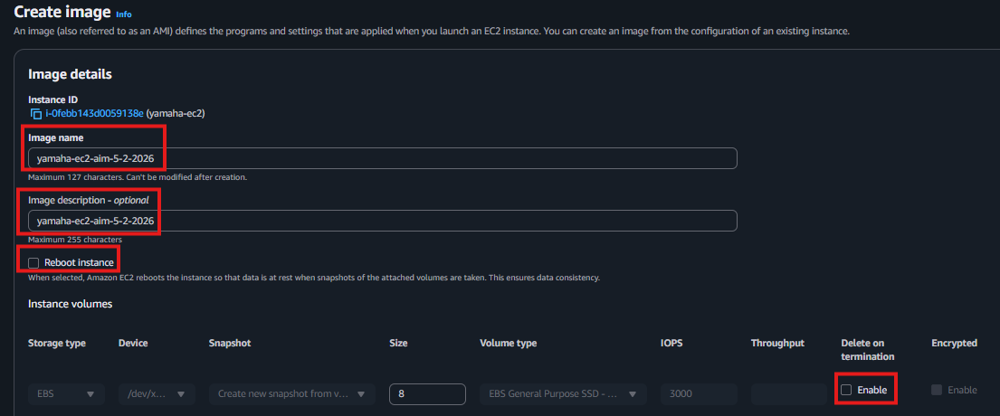 Create image Info
An image (also referred to as an AMI) defines the programs and settings that are applied when you launch an EC2 instance. You can create an image from the configuration of an existing instance.
Image details
Instance ID
i-0febb143d0059138e (yamaha-ec2)
Image name
yamaha-ec2-aim-5-2-2026
Maximum 127 characters. Can't be modified after creation.
Image description - optional
yamaha-ec2-aim-5-2-2026
Maximum 255 characters
Reboot instance
When selected, Amazon EC2 reboots the instance so that data is at rest when snapshots of the attached volumes are taken. This ensures data consistency.
Instance volumes
Storage type Device Snapshot Size Volume type IOPS Throughput Delete on termination Encrypted
EBS /dev/x... Create new snapshot from v... 8 EBS General Purpose SSD - ... 3000 Enable Enable